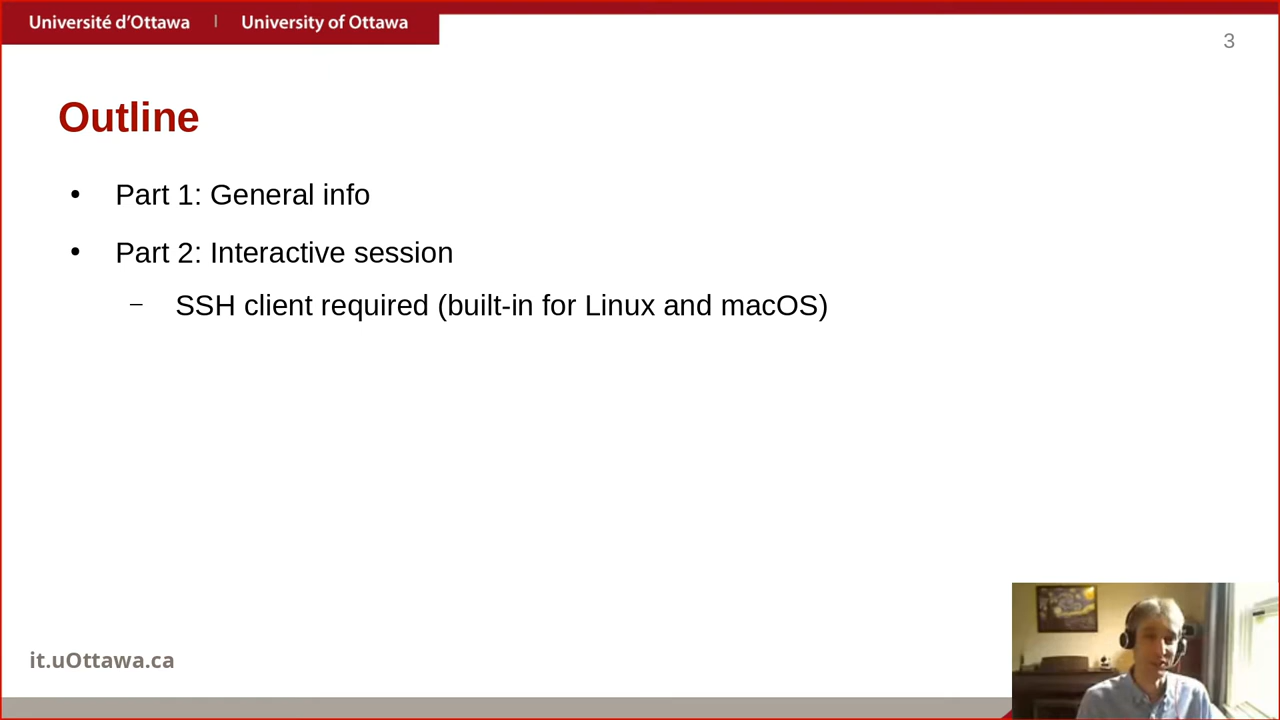 Université d'Ottawa | University of Ottawa
3
Outline
• Part 1: General info
• Part 2: Interactive session
– SSH client required (built-in for Linux and macOS)
it.uOttawa.ca